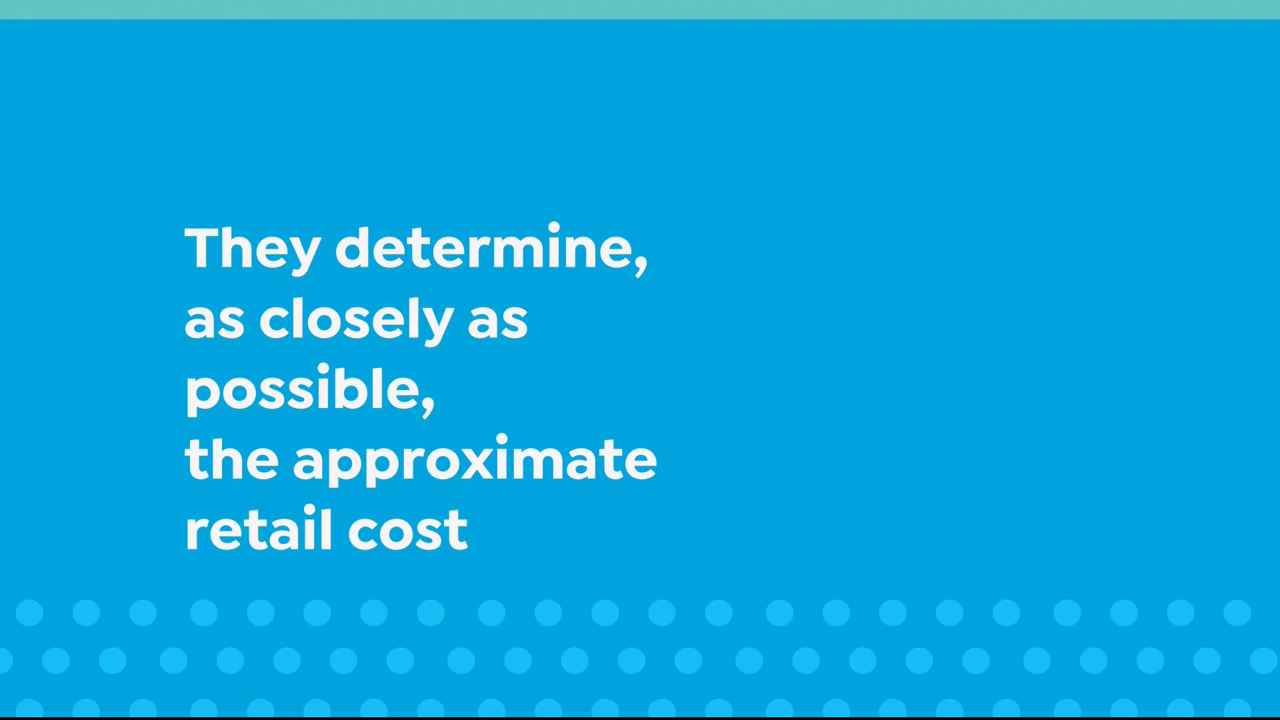 They determine,
as closely as
possible,
the approximate
retail cost